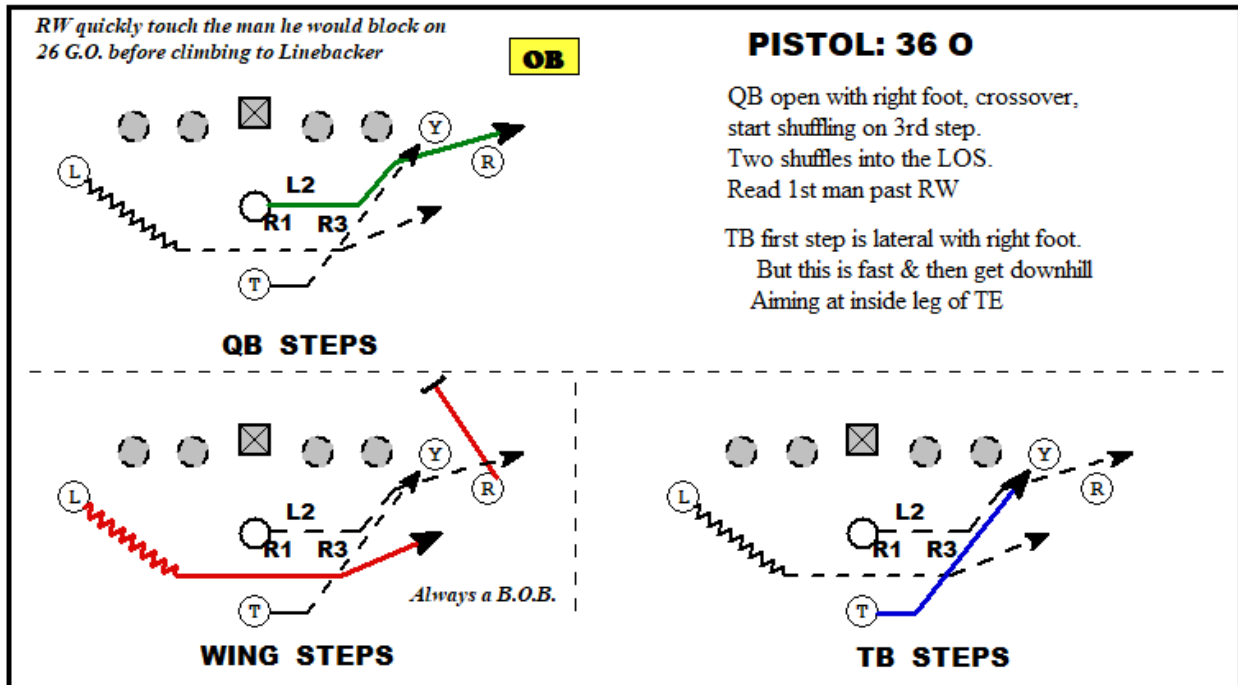 RW quickly touch the man he would block on
26 G.O. before climbing to Linebacker
OB
PISTOL: 36 O
QB open with right foot, crossover,
start shuffling on 3rd step.
Two shuffles into the LOS.
Read 1st man past RW
TB first step is lateral with right foot.
But this is fast & then get downhill
Aiming at inside leg of TE
Y
R
L
L2
R1 R3
T
QB STEPS
Y
R
L
L2
R1 R3
T
Always a B.O.B.
WING STEPS
Y
R
L
L2
R1 R3
T
TB STEPS